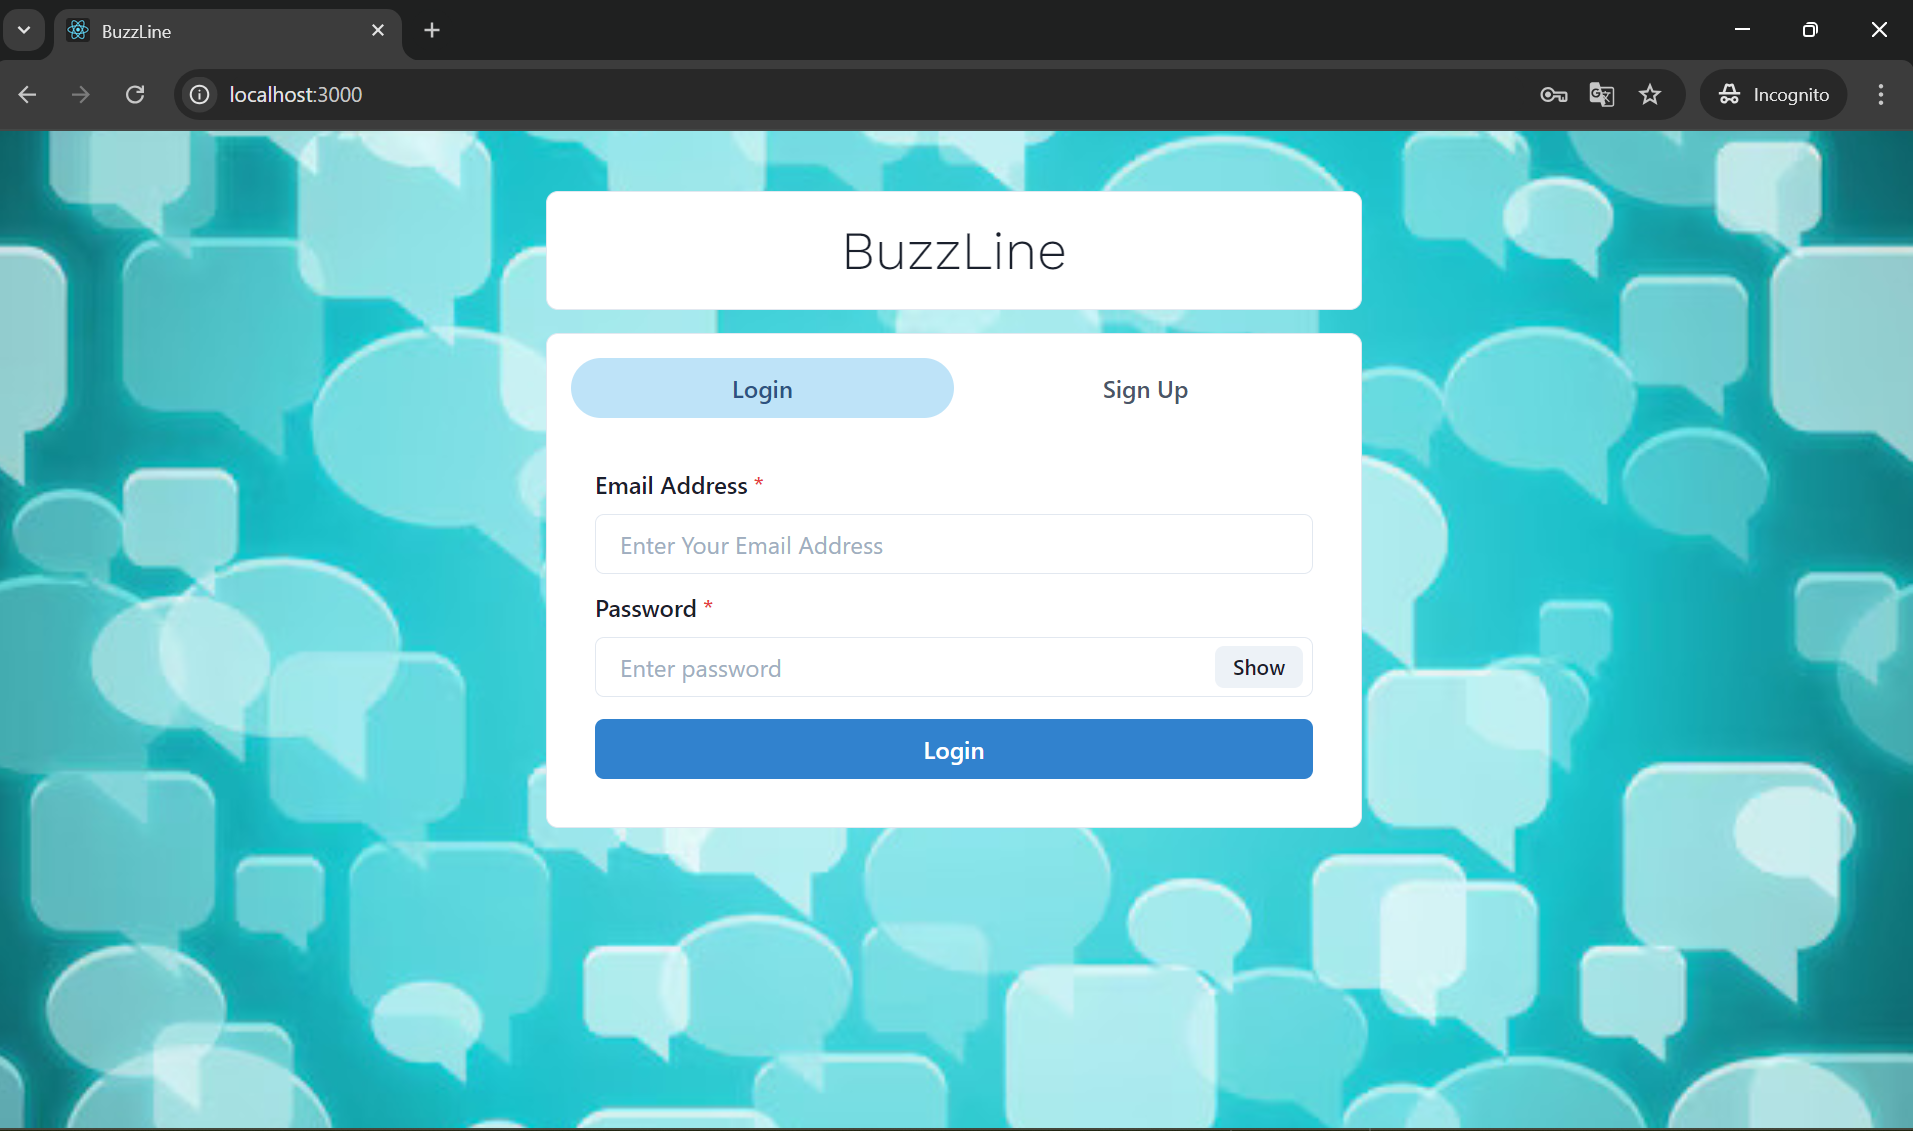 BuzzLine
localhost:3000
Incognito
BuzzLine
Login
Sign Up
Email Address *
Enter Your Email Address
Password *
Enter password
Show
Login